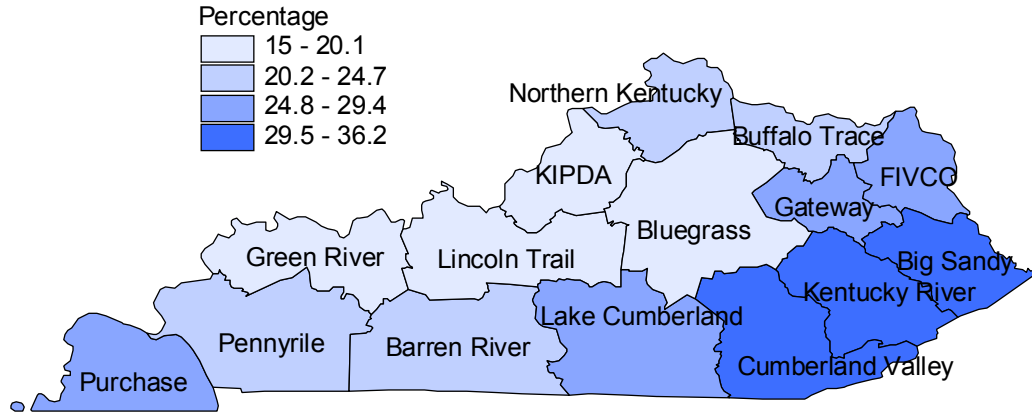 Percentage
15 - 20.1
20.2 - 24.7
24.8 - 29.4
29.5 - 36.2
Northern Kentucky
Buffalo Trace
KIPDA
FIVCO
Gateway
Bluegrass
Green River
Lincoln Trail
Big Sandy
Kentucky River
Lake Cumberland
Pennyrile
Barren River
Cumberland Valley
Purchase